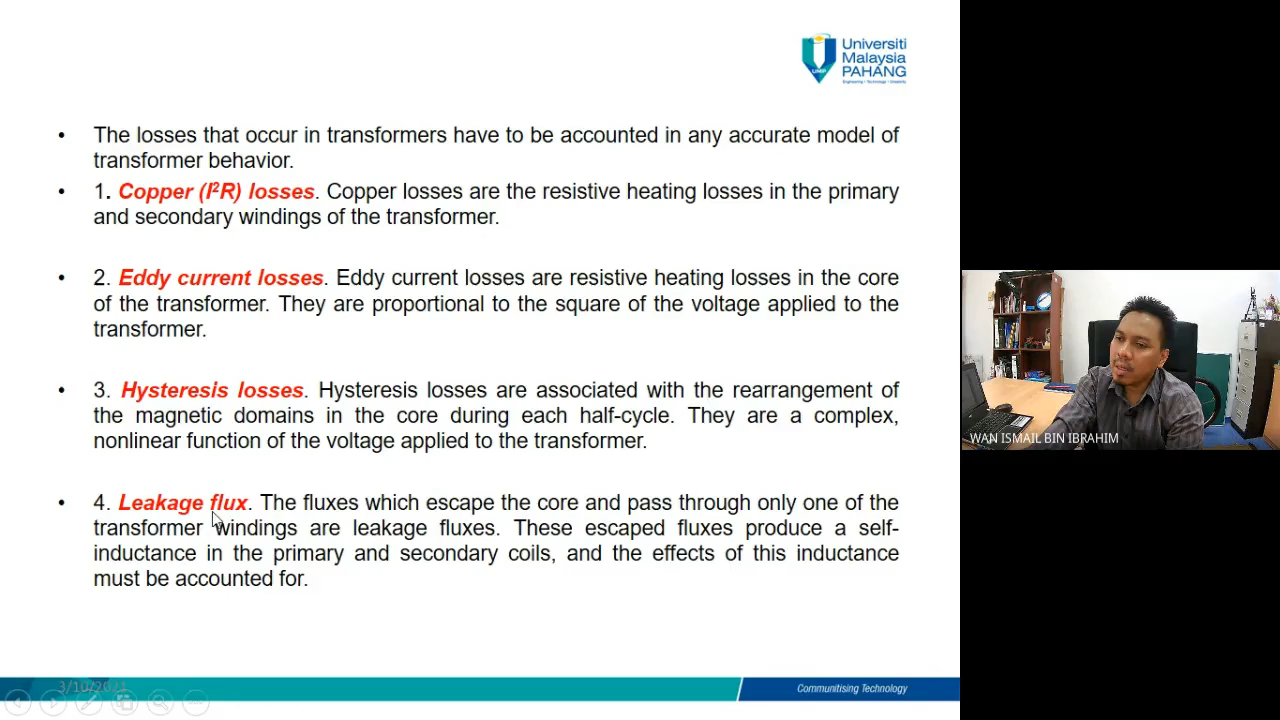 Universiti
Malaysia
PAHANG
Engineering • Technology • Creativity
UMP
• The losses that occur in transformers have to be accounted in any accurate model of
transformer behavior.
• 1. Copper (I²R) losses. Copper losses are the resistive heating losses in the primary
and secondary windings of the transformer.
• 2. Eddy current losses. Eddy current losses are resistive heating losses in the core
of the transformer. They are proportional to the square of the voltage applied to the
transformer.
• 3. Hysteresis losses. Hysteresis losses are associated with the rearrangement of
the magnetic domains in the core during each half-cycle. They are a complex,
nonlinear function of the voltage applied to the transformer.
• 4. Leakage flux. The fluxes which escape the core and pass through only one of the
transformer windings are leakage fluxes. These escaped fluxes produce a self-
inductance in the primary and secondary coils, and the effects of this inductance
must be accounted for.
WAN ISMAIL BIN IBRAHIM
3/10/2021
Communitising Technology